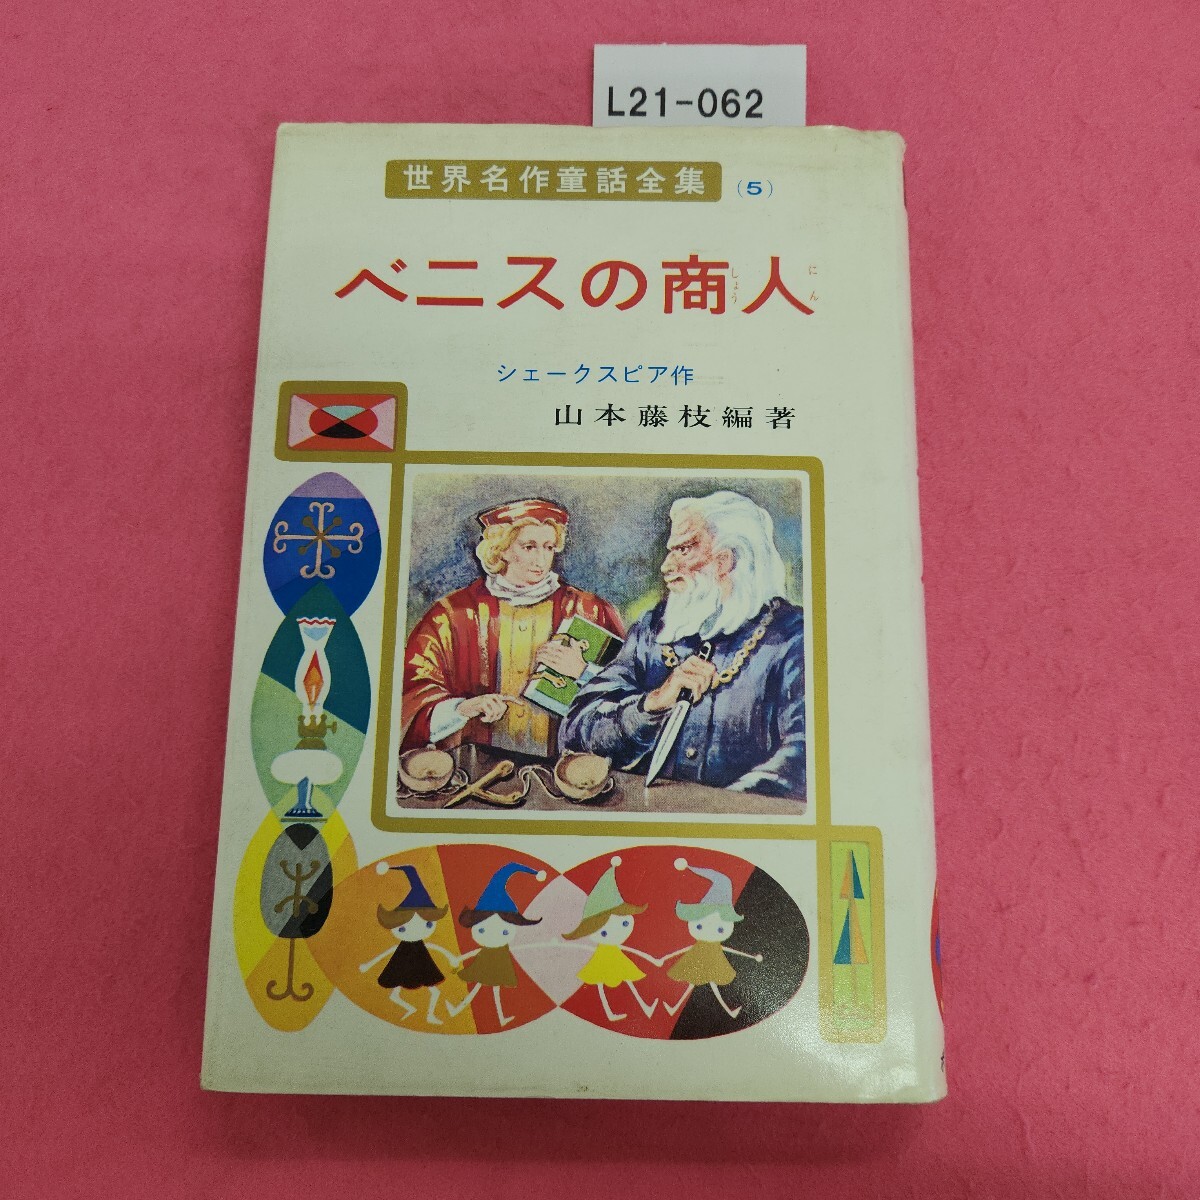 L21-062
世界名作童話全集 (5)
ベニスの商人
しょう にん
シェークスピア作
山本藤枝編著